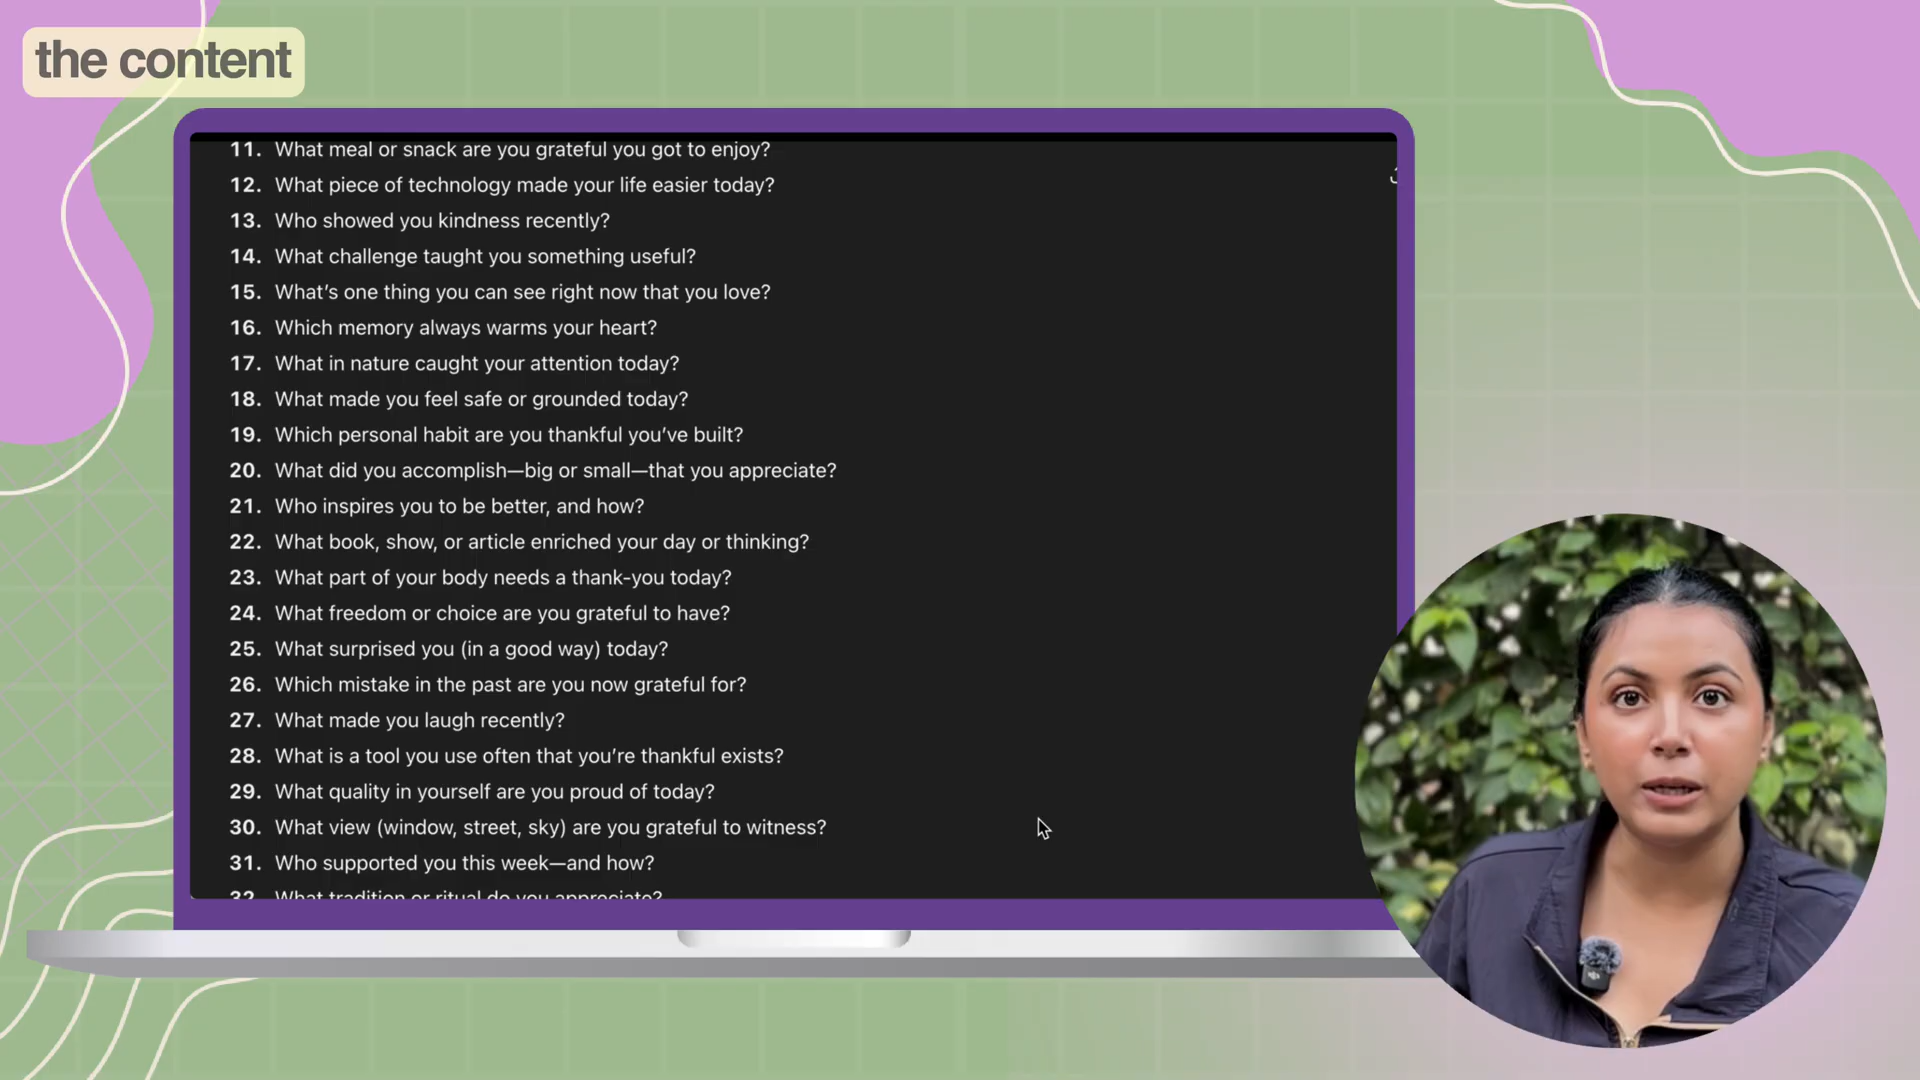 the content
11. What meal or snack are you grateful you got to enjoy?
12. What piece of technology made your life easier today?
13. Who showed you kindness recently?
14. What challenge taught you something useful?
15. What’s one thing you can see right now that you love?
16. Which memory always warms your heart?
17. What in nature caught your attention today?
18. What made you feel safe or grounded today?
19. Which personal habit are you thankful you’ve built?
20. What did you accomplish—big or small—that you appreciate?
21. Who inspires you to be better, and how?
22. What book, show, or article enriched your day or thinking?
23. What part of your body needs a thank-you today?
24. What freedom or choice are you grateful to have?
25. What surprised you (in a good way) today?
26. Which mistake in the past are you now grateful for?
27. What made you laugh recently?
28. What is a tool you use often that you’re thankful exists?
29. What quality in yourself are you proud of today?
30. What view (window, street, sky) are you grateful to witness?
31. Who supported you this week—and how?
32. What tradition or ritual do you appreciate?